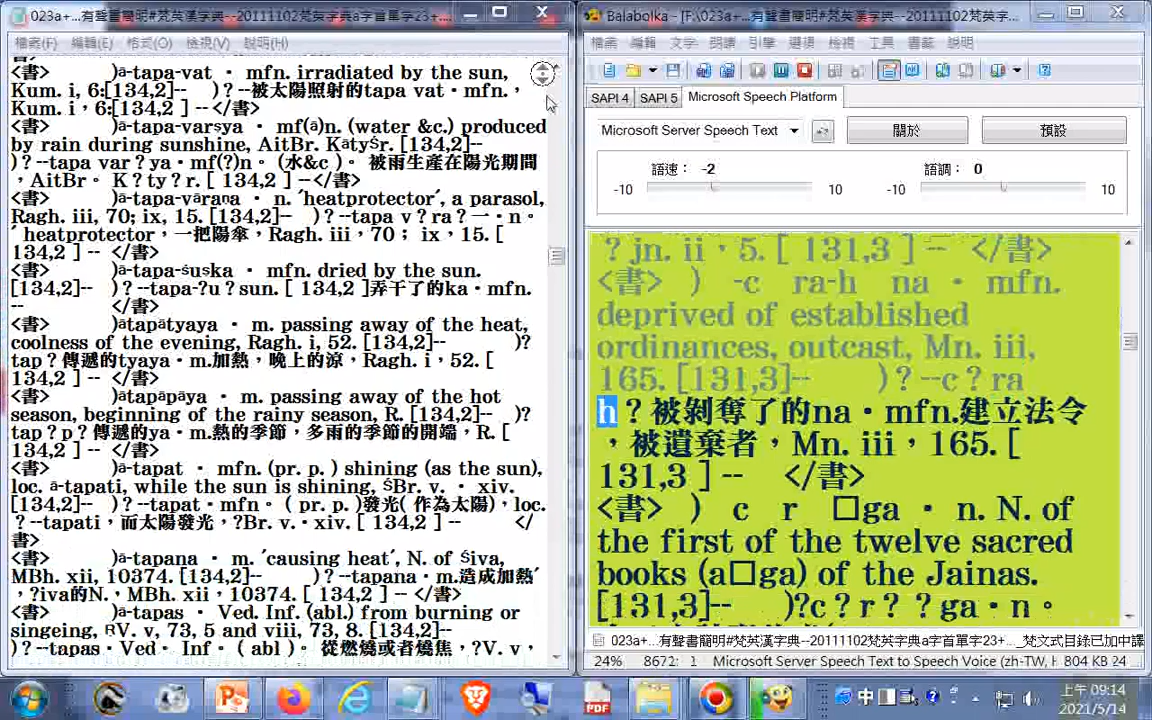 023a+...有聲書簡明#梵英漢字典--20111102梵英字典a字首單字23+...
檔案(F) 編輯(E) 格式(O) 檢視(V) 說明(H)
<書> )ā-tapa-vat · mfn. irradiated by the sun,
Kum. i, 6:[134,2]-- )? --被太陽照射的tapa vat · mfn. ,
Kum. i , 6:[134,2 ] -- </書>
<書> )ā-tapa-varṣya · mf(ā)n. (water &c.) produced
by rain during sunshine, AitBr. KātyŚr. [134,2]--
)? --tapa var ? ya · mf(?)n。(水&c )。 被雨生產在陽光期間
,AitBr。 K ? ty ? r. [ 134,2 ] --</書>
<書> )ā-tapa-vāraṇa · n. 'heatprotector', a parasol,
Ragh. iii, 70; ix, 15. [134,2]-- )? --tapa v ? ra ? 一 · n。
' heatprotector,一把陽傘,Ragh. iii,70; ix,15. [
134,2 ] -- </書>
<書> )ā-tapa-śuṣka · mfn. dried by the sun.
[134,2]-- )? --tapa-?u ? sun. [ 134,2 ]弄干了的ka · mfn.
-- </書>
<書> )ātapātyaya · m. passing away of the heat,
coolness of the evening, Ragh. i, 52. [134,2]-- )?
tap ? 傳遞的tyaya · m.加熱,晚上的涼,Ragh. i,52. [
134,2 ] -- </書>
<書> )ātapāpāya · m. passing away of the hot
season, beginning of the rainy season, R. [134,2]-- )?
tap ? p ? 傳遞的ya · m.熱的季節,多雨的季節的開端,R. [
134,2 ] -- </書>
<書> )ā-tapat · mfn. (pr. p. ) shining (as the sun),
loc. ā-tapati, while the sun is shining, ŚBr. v. · xiv.
[134,2]-- )? --tapat · mfn。 ( pr. p. )發光( 作為太陽), loc.
? --tapati,而太陽發光,?Br. v. · xiv. [ 134,2 ] -- </
書>
<書> )ā-tapana · m. 'causing heat', N. of Śiva,
MBh. xii, 10374. [134,2]-- )? --tapana · m.造成加熱'
,?iva的N.,MBh. xii,10374. [ 134,2 ] -- </書>
<書> )ā-tapas · Ved. Inf. (abl.) from burning or
singeing, RV. v, 73, 5 and viii, 73, 8. [134,2]--
)? --tapas · Ved。 Inf。 ( abl )。 從燃燒或者燒焦,?V. v,
Balabolka - [F:\023a+...有聲書簡明#梵英漢字典--20111102梵英字...
檔案 編輯 文字 朗讀 引擎 選項 檢視 工具 書籤 說明
SAPI 4 SAPI 5 Microsoft Speech Platform
Microsoft Server Speech Text 關於 預設
語速: -2 語調: 0
-10 10 -10 10
? jn. ii,5. [ 131,3 ] -- </書>
<書> ) -c ra-h na · mfn.
deprived of established
ordinances, outcast, Mn. iii,
165. [131,3]-- )? --c ? ra
h ? 被剝奪了的na · mfn.建立法令
,被遺棄者,Mn. iii,165. [
131,3 ] -- </書>
<書> ) c r □ga · n. N. of
the first of the twelve sacred
books (a□ga) of the Jainas.
[131,3]-- )?c ? r ? ? ga · n。
023a+...有聲書簡明#梵英漢字典--20111102梵英字典a字首單字23+..._梵文式目錄已加中譯
24% 8672: 1 Microsoft Server Speech Text to Speech Voice (zh-TW, H 804 KB 24
中
上午 09:14
2021/5/14